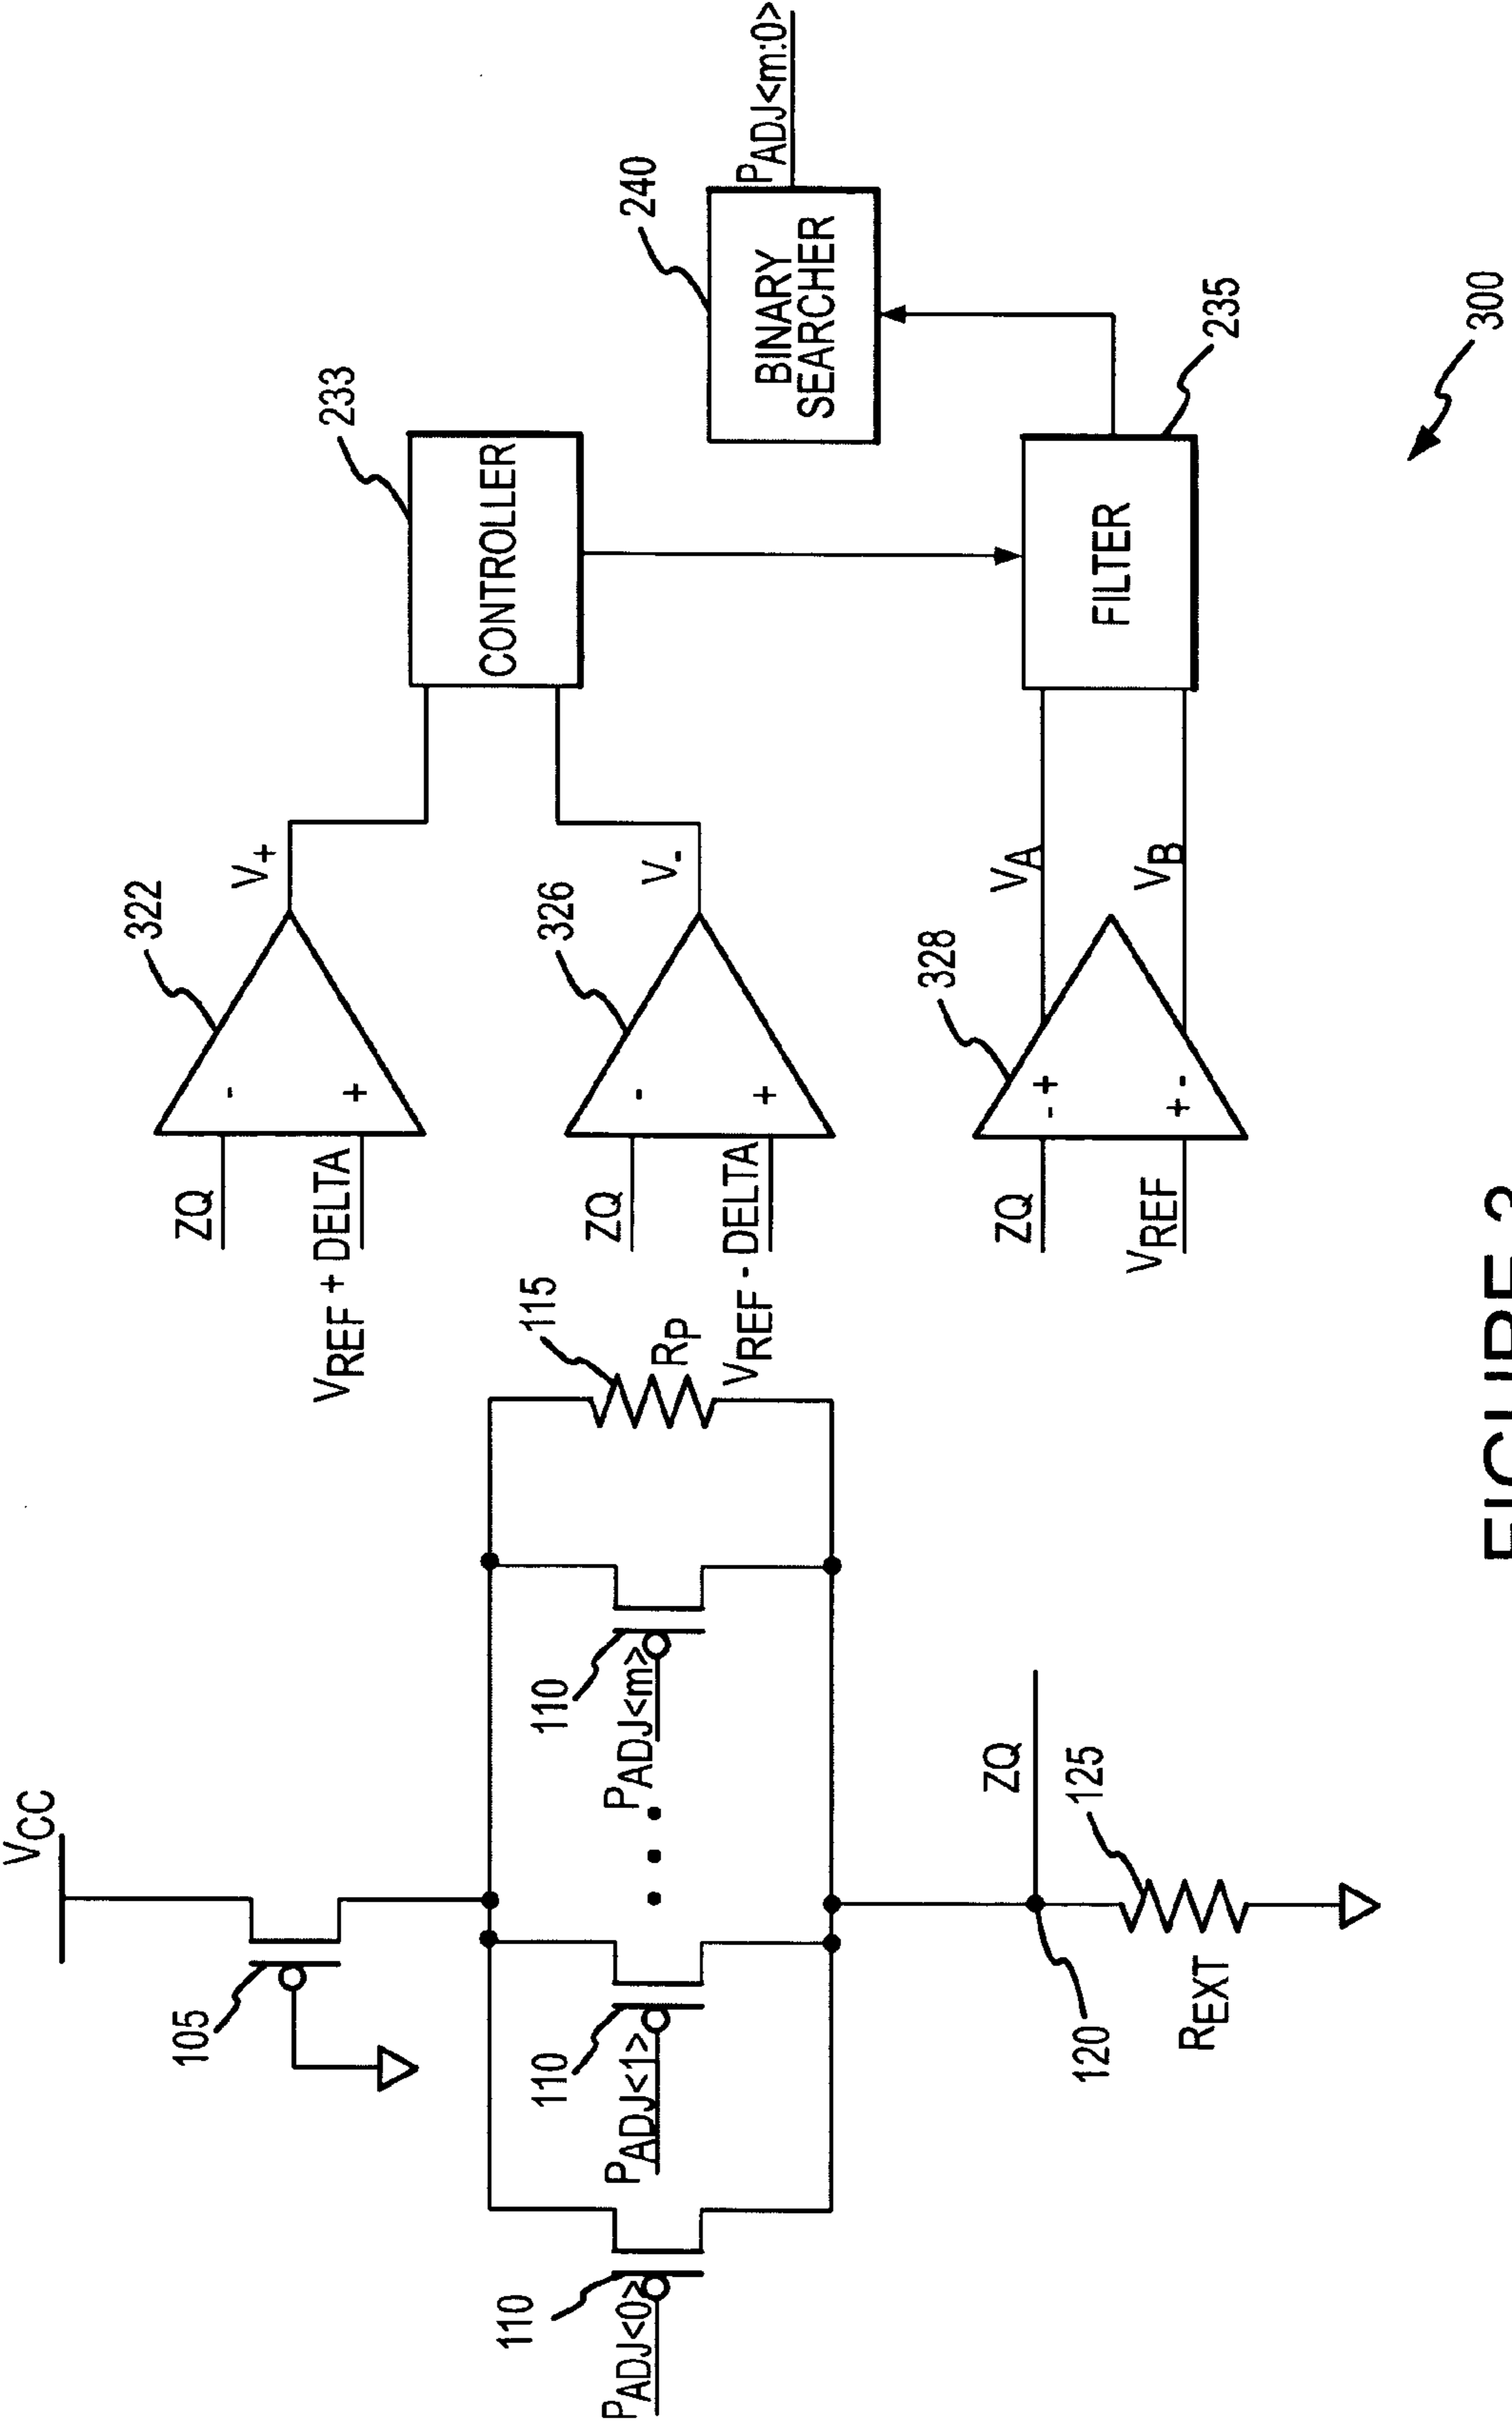 VCC
105
110
PADJ<0>
110
PADJ<1>
110
PADJ<m>
115
RP
ZQ
120
125
REXT
ZQ
VREF + DELTA
322
V+
ZQ
VREF - DELTA
326
V-
ZQ
VREF
328
VA
VB
- +
- +
- + + -
233
CONTROLLER
FILTER
235
240
BINARY
SEARCHER
PADJ<m:0>
300
FIGURE